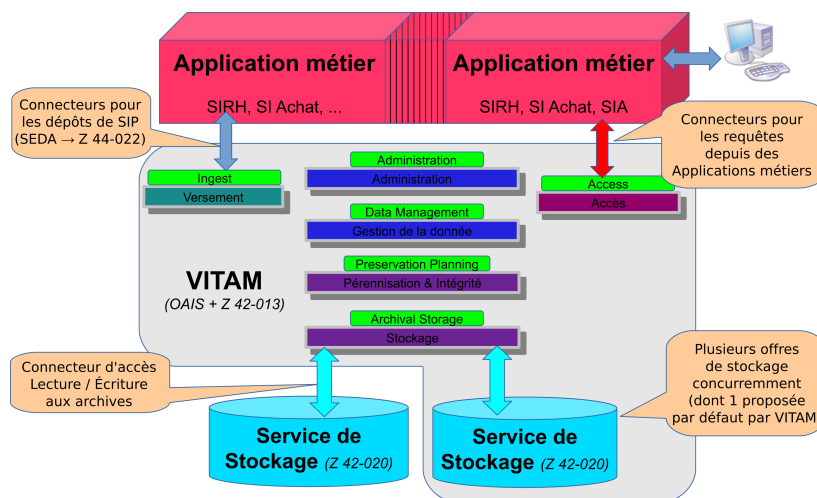 Application métier
SIRH, SI Achat, ...
Application métier
SIRH, SI Achat, SIA
Connecteurs pour
les dépôts de SIP
(SEDA → Z 44-022)
Connecteurs pour
les requêtes
depuis des
Applications métiers
Ingest
Versement
Administration
Administration
Access
Accès
Data Management
Gestion de la donnée
Preservation Planning
Pérennisation & Intégrité
VITAM
(OAIS + Z 42-013)
Archival Storage
Stockage
Connecteur d'accès
Lecture / Écriture
aux archives
Plusieurs offres
de stockage
concurremment
(dont 1 proposée
par défaut par VITAM
Service de
Stockage (Z 42-020)
Service de
Stockage (Z 42-020)